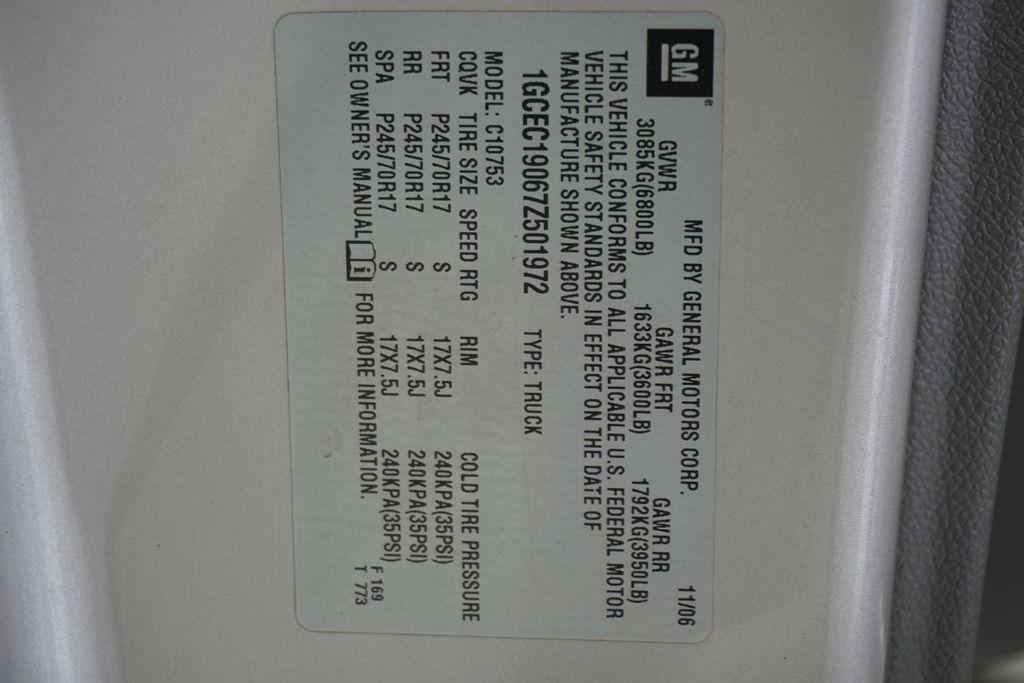 GM
MFD BY GENERAL MOTORS CORP. 11/06
GVWR GAWR FRT GAWR RR
3085KG(6800LB) 1633KG(3600LB) 1792KG(3950LB)
THIS VEHICLE CONFORMS TO ALL APPLICABLE U.S. FEDERAL MOTOR
VEHICLE SAFETY STANDARDS IN EFFECT ON THE DATE OF
MANUFACTURE SHOWN ABOVE.
1GCEC19067Z501972 TYPE: TRUCK
MODEL: C10753
CQVK TIRE SIZE SPEED RTG RIM COLD TIRE PRESSURE
FRT P245/70R17 S 17X7.5J 240KPA(35PSI)
RR P245/70R17 S 17X7.5J 240KPA(35PSI)
SPA P245/70R17 S 17X7.5J 240KPA(35PSI)
SEE OWNER'S MANUAL i FOR MORE INFORMATION.
F 169
T 773